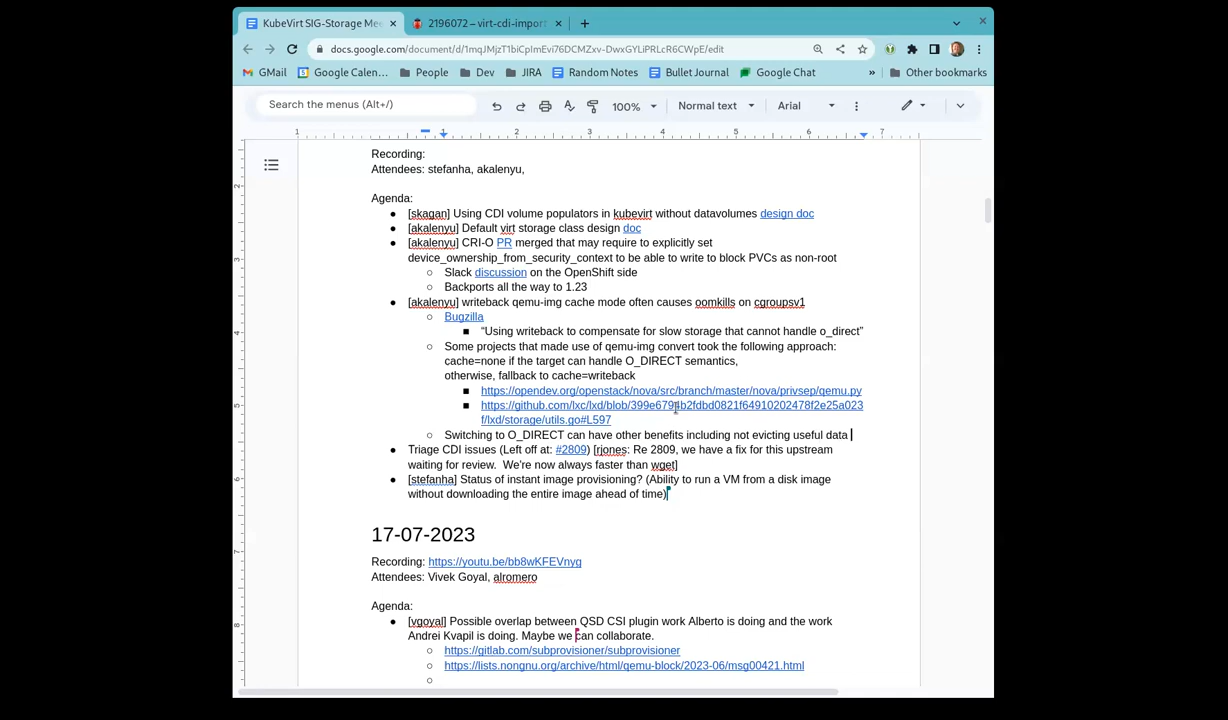 KubeVirt SIG-Storage Mee
2196072 – virt-cdi-import
docs.google.com/document/d/1mqJMjzT1biCpImEvi76DCMZxv-DwxGYLiPRLcR6CWpE/edit
GMail
Google Calen...
People
Dev
JIRA
Random Notes
Bullet Journal
Google Chat
»
Other bookmarks
Search the menus (Alt+/)
100%
Normal text
Arial
1 1 2 3 4 5 6 7
Recording:
Attendees: stefanha, akalenyu,
Agenda:
● [skagan] Using CDI volume populators in kubevirt without datavolumes design doc
● [akalenyu] Default virt storage class design doc
● [akalenyu] CRI-O PR merged that may require to explicitly set
device_ownership_from_security_context to be able to write to block PVCs as non-root
○ Slack discussion on the OpenShift side
○ Backports all the way to 1.23
● [akalenyu] writeback qemu-img cache mode often causes oomkills on cgroupsv1
○ Bugzilla
■ “Using writeback to compensate for slow storage that cannot handle o_direct”
○ Some projects that made use of qemu-img convert took the following approach:
cache=none if the target can handle O_DIRECT semantics,
otherwise, fallback to cache=writeback
■ https://opendev.org/openstack/nova/src/branch/master/nova/privsep/qemu.py
■ https://github.com/lxc/lxd/blob/399e6794b2fdbd0821f64910202478f2e25a023
f/lxd/storage/utils.go#L597
○ Switching to O_DIRECT can have other benefits including not evicting useful data
● Triage CDI issues (Left off at: #2809) [rjones: Re 2809, we have a fix for this upstream
waiting for review. We're now always faster than wget]
● [stefanha] Status of instant image provisioning? (Ability to run a VM from a disk image
without downloading the entire image ahead of time)
17-07-2023
Recording: https://youtu.be/bb8wKFEVnyg
Attendees: Vivek Goyal, alromero
Agenda:
● [vgoyal] Possible overlap between QSD CSI plugin work Alberto is doing and the work
Andrei Kvapil is doing. Maybe we can collaborate.
○ https://gitlab.com/subprovisioner/subprovisioner
○ https://lists.nongnu.org/archive/html/qemu-block/2023-06/msg00421.html
○